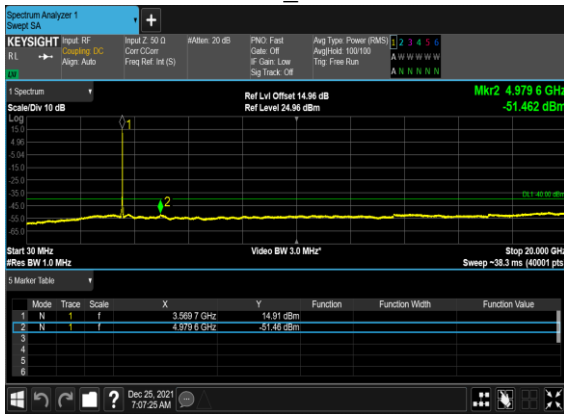 Spectrum Analyzer 1
Swept SA
+
KEYSIGHT Input: RF Input Z: 50 Ω #Atten: 20 dB PNO: Fast Avg Type: Power (RMS) 1 2 3 4 5 6
RL Coupling: DC Corr CCorr Gate: Off Avg|Hold: 100/100 A W W W W W
Align: Auto Freq Ref: Int (S) IF Gain: Low Trig: Free Run
LW Sig Track: Off A N N N N N
1 Spectrum Ref Lvl Offset 14.96 dB Mkr2 4.979 6 GHz
Scale/Div 10 dB Ref Level 24.96 dBm -51.462 dBm
Log
15.0
4.96
-5.04
-15.0
-25.0
-35.0
-45.0
-55.0
-65.0
1
2
DL1 -40.00 dBm
Start 30 MHz Video BW 3.0 MHz* Stop 20.000 GHz
#Res BW 1.0 MHz Sweep ~38.3 ms (40001 pts)
5 Marker Table
Mode Trace Scale X Y Function Function Width Function Value
1 N 1 f 3.569 7 GHz 14.91 dBm
2 N 1 f 4.979 6 GHz -51.46 dBm
3
4
5
6
? Dec 25, 2021
7:07:25 AM